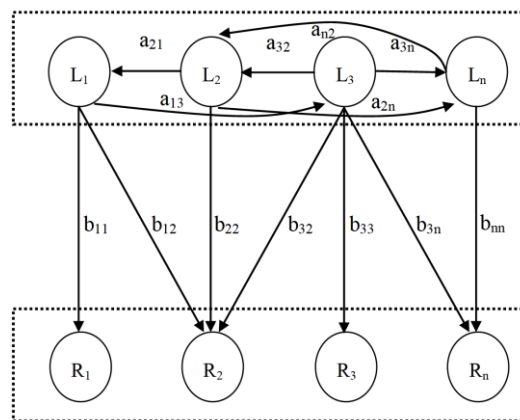 aₙ₂
a₂₁ a₃₂ a₃ₙ
L₁ L₂ L₃ Lₙ
a₁₃ a₂ₙ
b₁₁ b₁₂ b₂₂ b₃₂ b₃₃ b₃ₙ bₙₙ
R₁ R₂ R₃ Rₙ